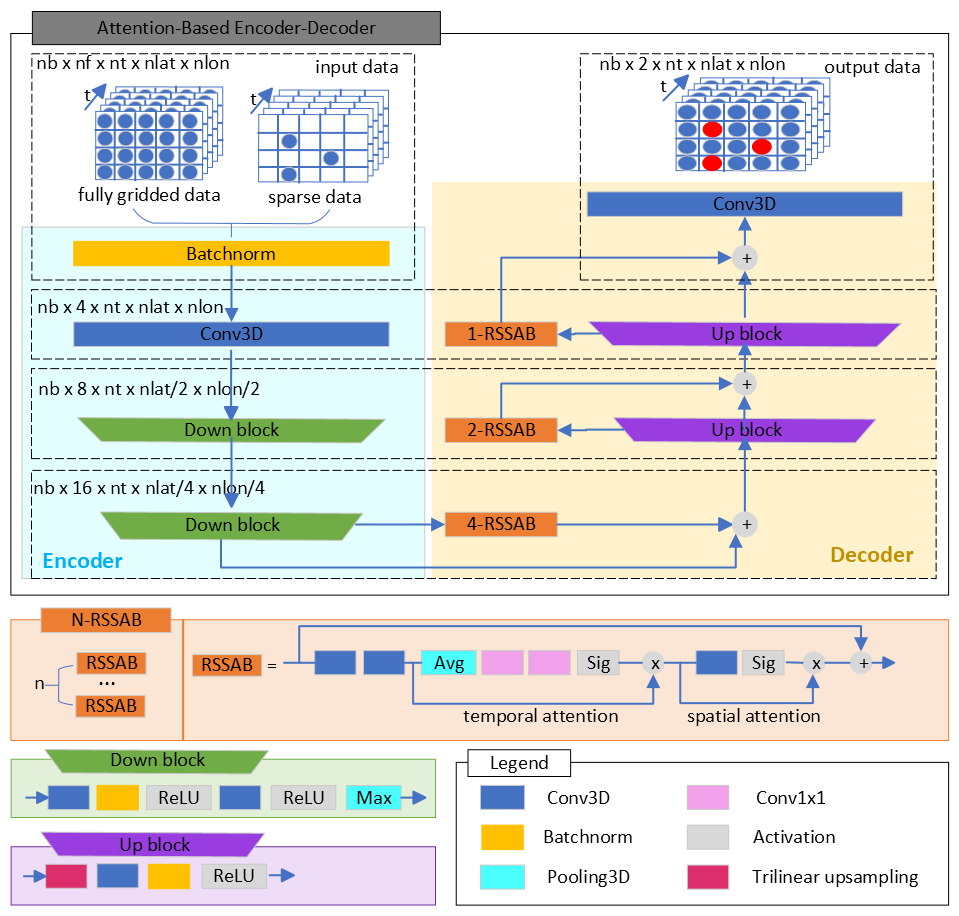 Attention-Based Encoder-Decoder
nb x nf x nt x nlat x nlon
input data
t
t
fully gridded data
sparse data
Batchnorm
nb x 4 x nt x nlat x nlon
Conv3D
nb x 8 x nt x nlat/2 x nlon/2
Down block
nb x 16 x nt x nlat/4 x nlon/4
Down block
Encoder
nb x 2 x nt x nlat x nlon
output data
t
Conv3D
+
1-RSSAB
Up block
+
2-RSSAB
Up block
4-RSSAB
+
Decoder
N-RSSAB
n
RSSAB
...
RSSAB
RSSAB =
Avg
Sig
x
Sig
x
+
temporal attention
spatial attention
Down block
ReLU
ReLU
Max
Up block
ReLU
Legend
Conv3D
Conv1x1
Batchnorm
Activation
Pooling3D
Trilinear upsampling